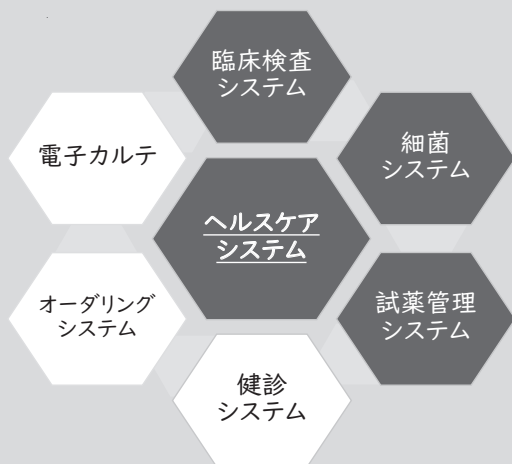 臨床検査
システム
電子カルテ
細菌
システム
ヘルスケア
システム
オーダリング
システム
試薬管理
システム
健診
システム